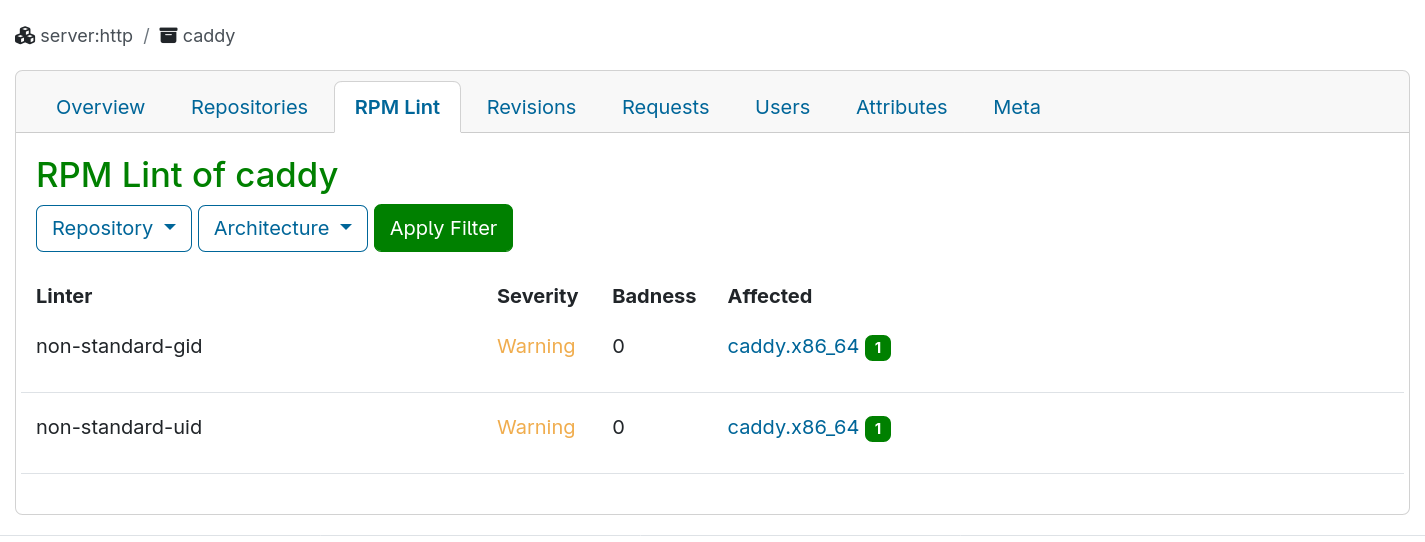 server:http / caddy
Overview Repositories RPM Lint Revisions Requests Users Attributes Meta
RPM Lint of caddy
Repository Architecture Apply Filter
Linter Severity Badness Affected
non-standard-gid Warning 0 caddy.x86_64 1
non-standard-uid Warning 0 caddy.x86_64 1